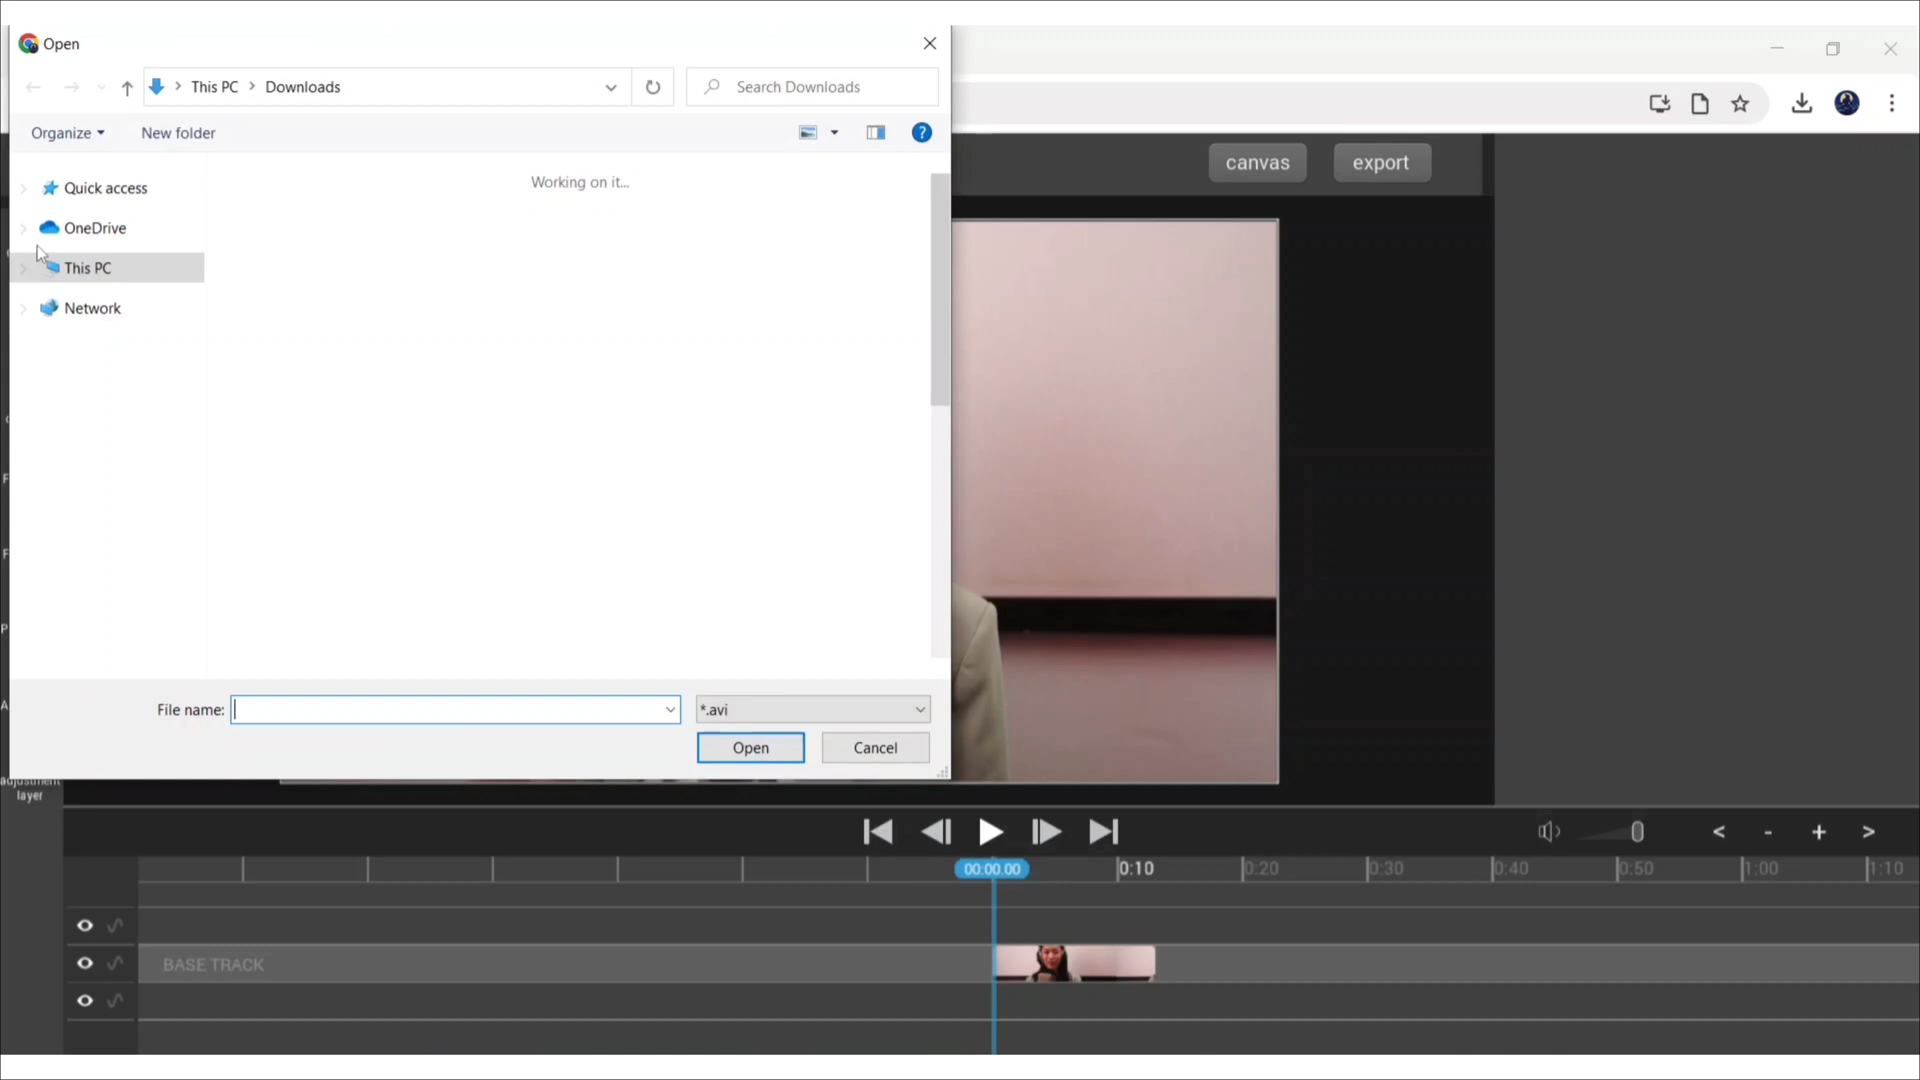 Open
This PC
Downloads
Search Downloads
Organize
New folder
?
Working on it...
Quick access
OneDrive
This PC
Network
File name:
*.avi
Open
Cancel
canvas
export
adjustment
layer
00:00.00
0:10
0:20
0:30
0:40
0:50
1:00
1:10
BASE TRACK